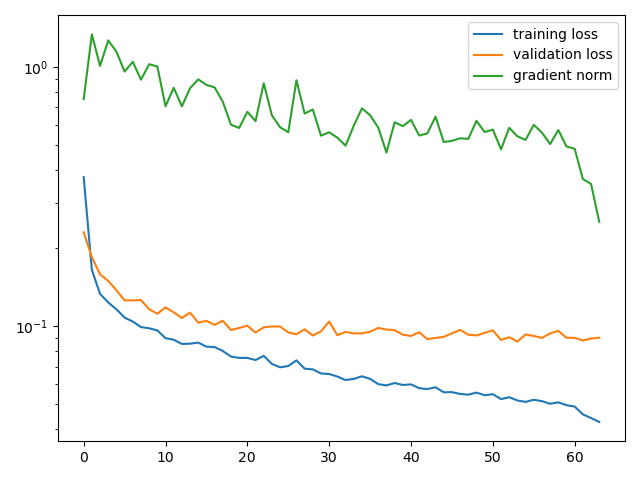 training loss
validation loss
gradient norm
10⁰
10⁻¹
0 10 20 30 40 50 60